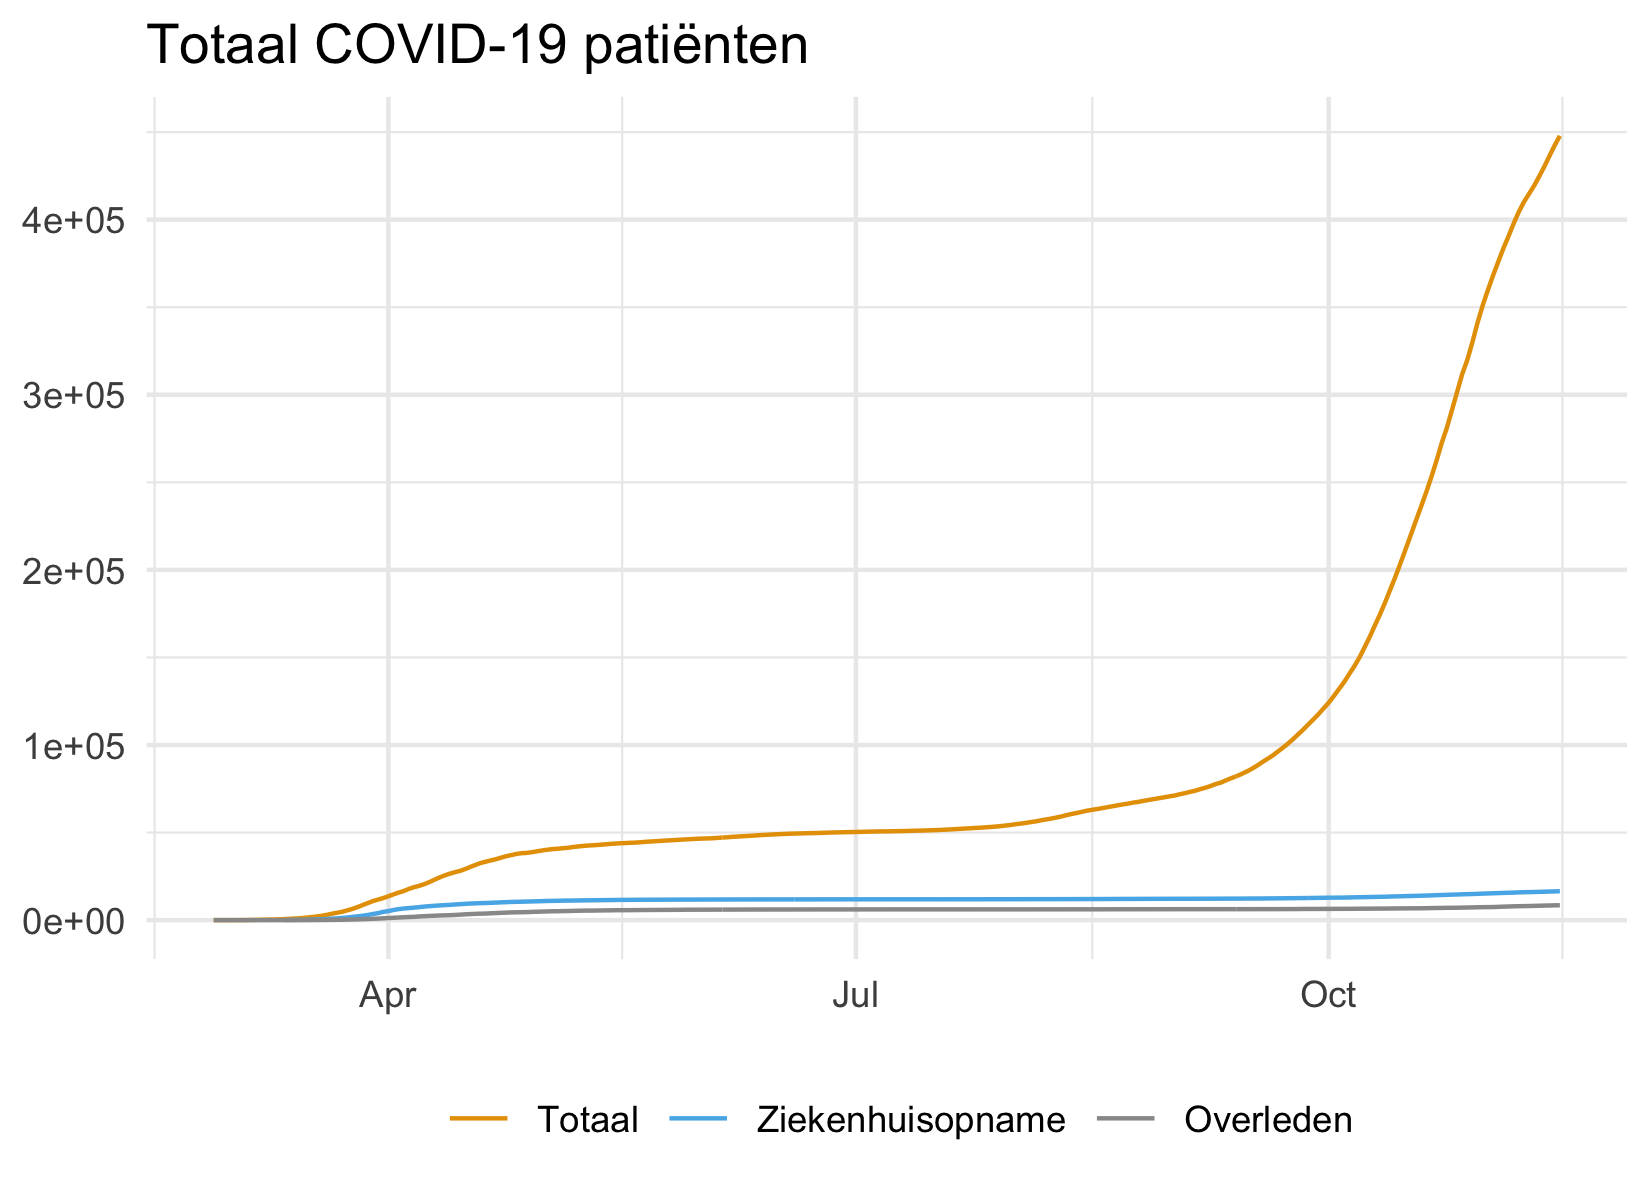 Totaal COVID-19 patiënten
4e+05
3e+05
2e+05
1e+05
0e+00
Apr Jul Oct
Totaal Ziekenhuisopname Overleden